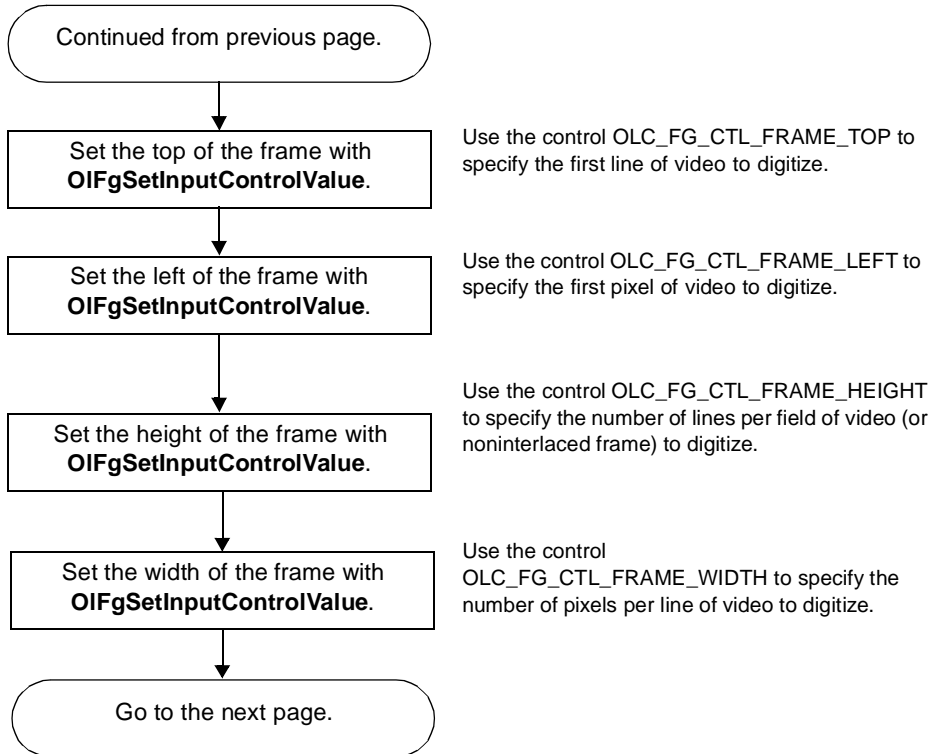 Continued from previous page.
Set the top of the frame with
OlFgSetInputControlValue.
Use the control OLC_FG_CTL_FRAME_TOP to
specify the first line of video to digitize.
Set the left of the frame with
OlFgSetInputControlValue.
Use the control OLC_FG_CTL_FRAME_LEFT to
specify the first pixel of video to digitize.
Set the height of the frame with
OlFgSetInputControlValue.
Use the control OLC_FG_CTL_FRAME_HEIGHT
to specify the number of lines per field of video (or
noninterlaced frame) to digitize.
Set the width of the frame with
OlFgSetInputControlValue.
Use the control
OLC_FG_CTL_FRAME_WIDTH to specify the
number of pixels per line of video to digitize.
Go to the next page.